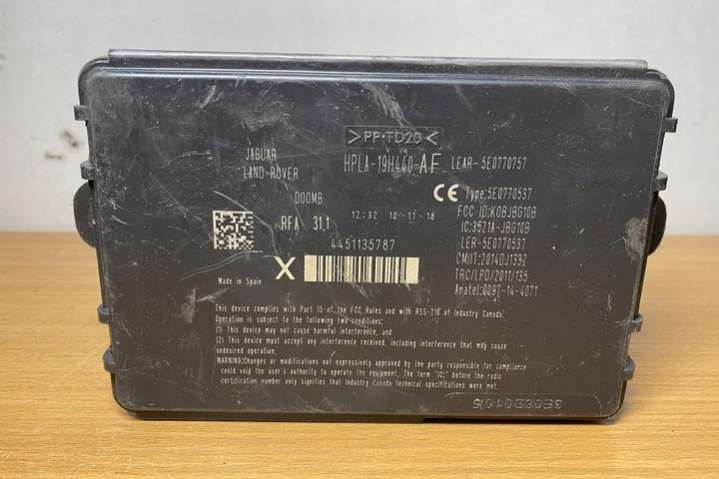 >PP-TD20<
JAGUAR
LAND-ROVER
HPLA-19H440-AF
LEAR-5E0770757
D00MB
CE Type:5E0770537
FCC ID:KOBJBG10B
RFA 31,1
12:32 10-11-18
IC:3521A-JBG10B
4451135787
LER-5E0770537
CMIIT:2014DJ1332
X
TRC/LPD/2011/135
Made in Spain
Anatel:0097-14-4071
This device complies with Part 15 of the FCC Rules and with RSS-210 of Industry Canada.
Operation is subject to the following two conditions:
(1) This device may not cause harmful interference, and
(2) This device must accept any interference received, including interference that may cause
undesired operation.
WARNING:Changes or modifications not expressively approved by the party responsible for compliance
could void the user's authority to operate the equipment. The term "IC:" before the radio
certification number only signifies that Industry Canada technical specifications were met.